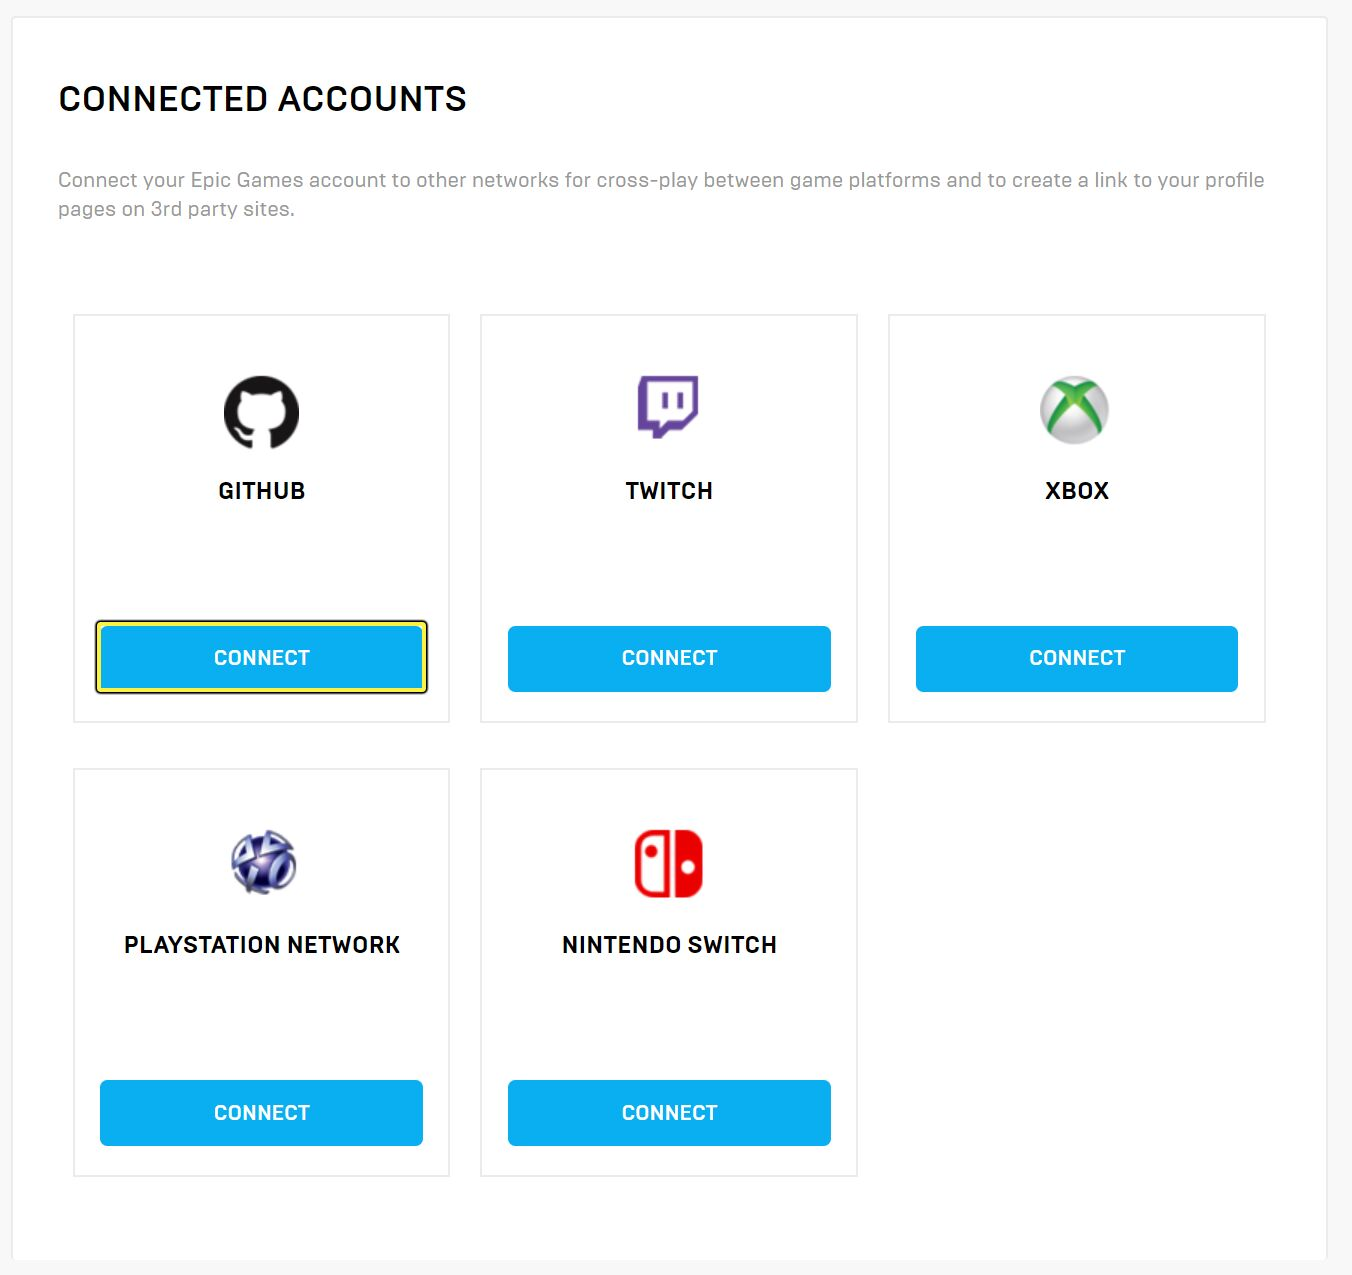 CONNECTED ACCOUNTS
Connect your Epic Games account to other networks for cross-play between game platforms and to create a link to your profile
pages on 3rd party sites.
GITHUB
TWITCH
XBOX
CONNECT
CONNECT
CONNECT
PLAYSTATION NETWORK
NINTENDO SWITCH
CONNECT
CONNECT